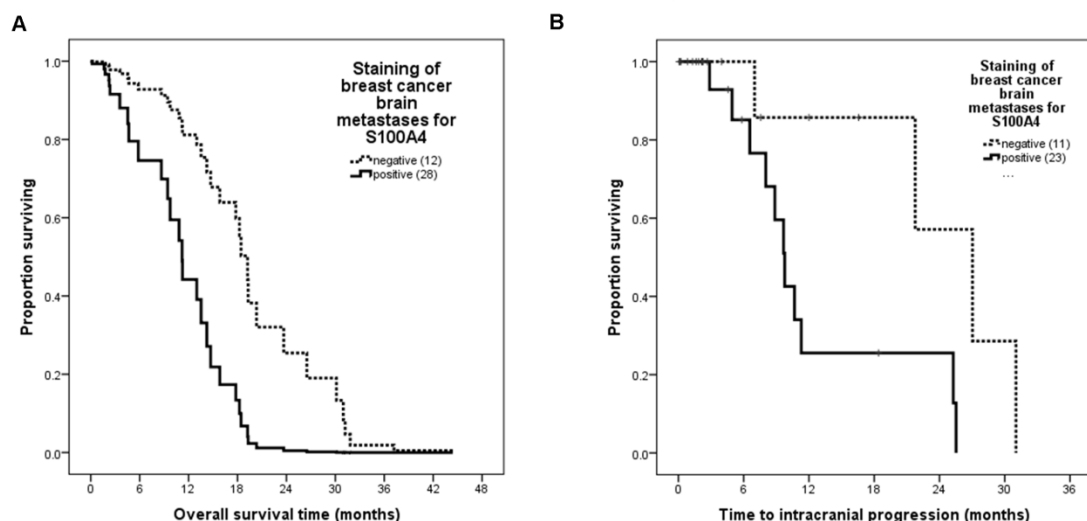 A
Staining of
breast cancer
brain
metastases for
S100A4
negative (12)
positive (28)
Proportion surviving
1.0
0.8
0.6
0.4
0.2
0.0
0 6 12 18 24 30 36 42 48
Overall survival time (months)
B
Staining of
breast cancer
brain
metastases for
S100A4
negative (11)
positive (23)
...
Proportion surviving
1.0
0.8
0.6
0.4
0.2
0.0
0 6 12 18 24 30 36
Time to intracranial progression (months)